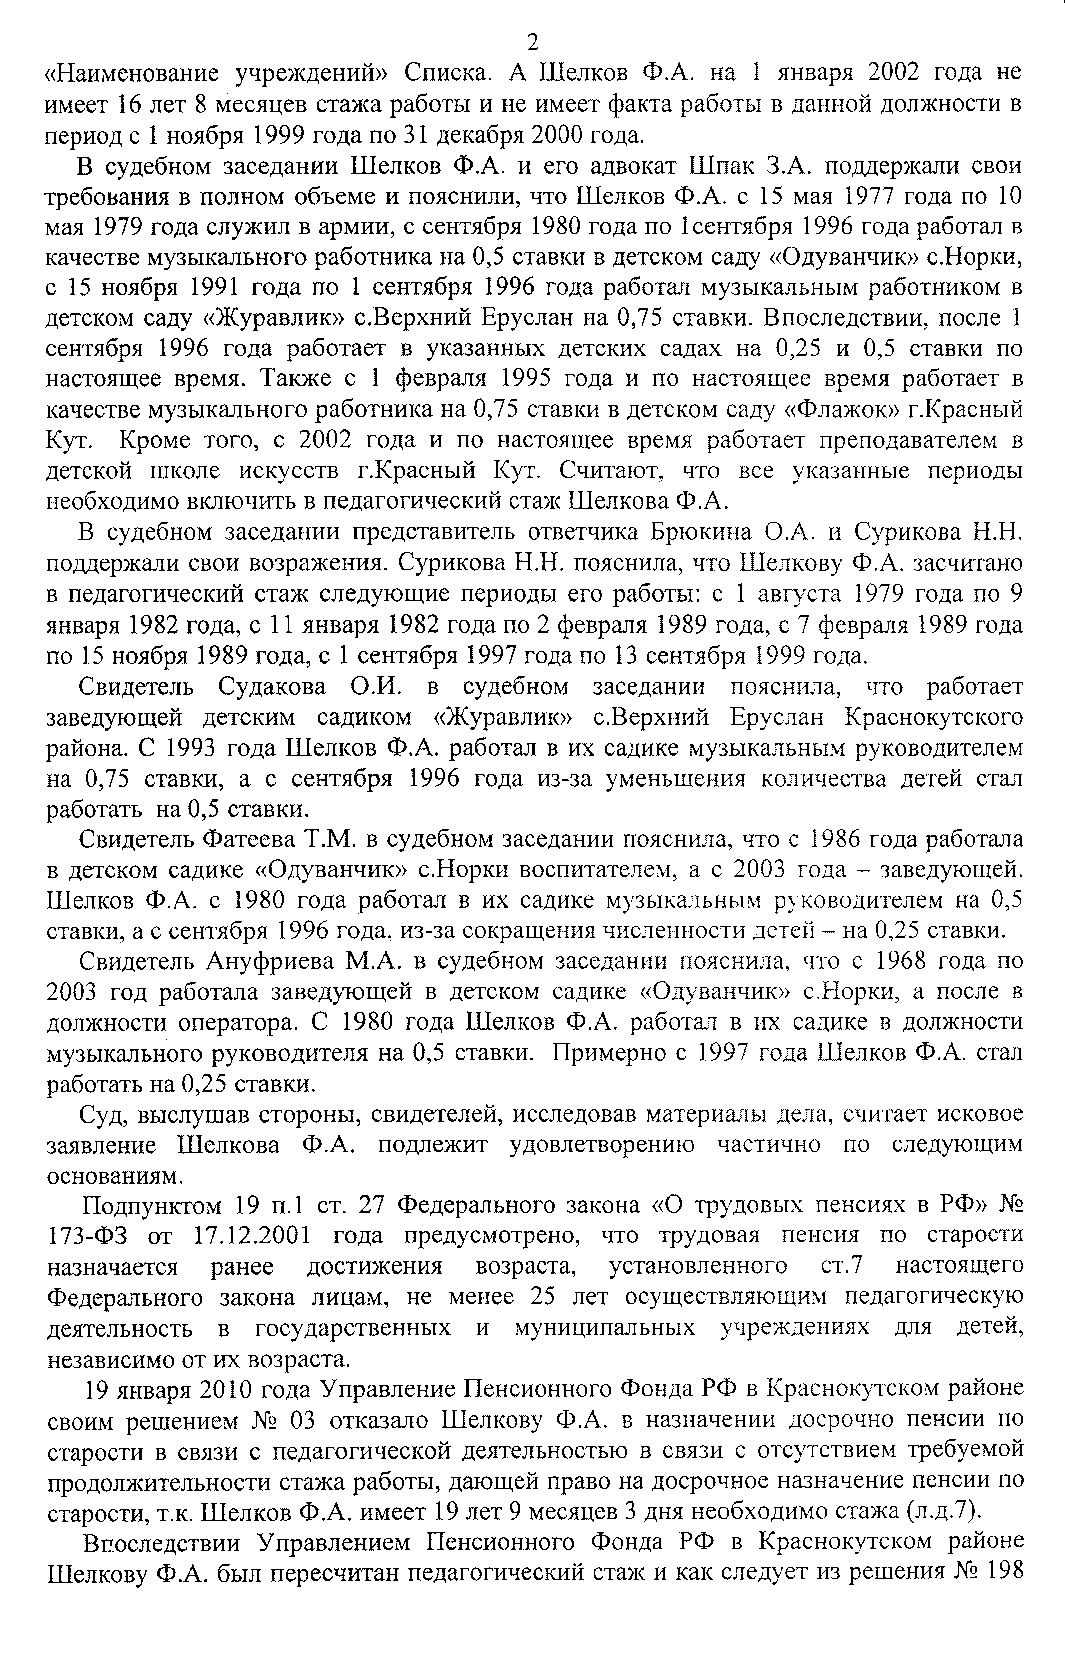 2
«Наименование учреждений» Списка. А Шелков Ф.А. на 1 января 2002 года не
имеет 16 лет 8 месяцев стажа работы и не имеет факта работы в данной должности в
период с 1 ноября 1999 года по 31 декабря 2000 года.
В судебном заседании Шелков Ф.А. и его адвокат Шпак З.А. поддержали свои
требования в полном объеме и пояснили, что Шелков Ф.А. с 15 мая 1977 года по 10
мая 1979 года служил в армии, с сентября 1980 года по 1сентября 1996 года работал в
качестве музыкального работника на 0,5 ставки в детском саду «Одуванчик» с.Норки,
с 15 ноября 1991 года по 1 сентября 1996 года работал музыкальным работником в
детском саду «Журавлик» с.Верхний Еруслан на 0,75 ставки. Впоследствии, после 1
сентября 1996 года работает в указанных детских садах на 0,25 и 0,5 ставки по
настоящее время. Также с 1 февраля 1995 года и по настоящее время работает в
качестве музыкального работника на 0,75 ставки в детском саду «Флажок» г.Красный
Кут. Кроме того, с 2002 года и по настоящее время работает преподавателем в
детской школе искусств г.Красный Кут. Считают, что все указанные периоды
необходимо включить в педагогический стаж Шелкова Ф.А.
В судебном заседании представитель ответчика Брюкина О.А. и Сурикова Н.Н.
поддержали свои возражения. Сурикова Н.Н. пояснила, что Шелкову Ф.А. засчитано
в педагогический стаж следующие периоды его работы: с 1 августа 1979 года по 9
января 1982 года, с 11 января 1982 года по 2 февраля 1989 года, с 7 февраля 1989 года
по 15 ноября 1989 года, с 1 сентября 1997 года по 13 сентября 1999 года.
Свидетель Судакова О.И. в судебном заседании пояснила, что работает
заведующей детским садиком «Журавлик» с.Верхний Еруслан Краснокутского
района. С 1993 года Шелков Ф.А. работал в их садике музыкальным руководителем
на 0,75 ставки, а с сентября 1996 года из-за уменьшения количества детей стал
работать на 0,5 ставки.
Свидетель Фатеева Т.М. в судебном заседании пояснила, что с 1986 года работала
в детском садике «Одуванчик» с.Норки воспитателем, а с 2003 года – заведующей.
Шелков Ф.А. с 1980 года работал в их садике музыкальным руководителем на 0,5
ставки, а с сентября 1996 года, из-за сокращения численности детей – на 0,25 ставки.
Свидетель Ануфриева М.А. в судебном заседании пояснила, что с 1968 года по
2003 год работала заведующей в детском садике «Одуванчик» с.Норки, а после в
должности оператора. С 1980 года Шелков Ф.А. работал в их садике в должности
музыкального руководителя на 0,5 ставки. Примерно с 1997 года Шелков Ф.А. стал
работать на 0,25 ставки.
Суд, выслушав стороны, свидетелей, исследовав материалы дела, считает исковое
заявление Шелкова Ф.А. подлежит удовлетворению частично по следующим
основаниям.
Подпунктом 19 п.1 ст. 27 Федерального закона «О трудовых пенсиях в РФ» №
173-ФЗ от 17.12.2001 года предусмотрено, что трудовая пенсия по старости
назначается ранее достижения возраста, установленного ст.7 настоящего
Федерального закона лицам, не менее 25 лет осуществляющим педагогическую
деятельность в государственных и муниципальных учреждениях для детей,
независимо от их возраста.
19 января 2010 года Управление Пенсионного Фонда РФ в Краснокутском районе
своим решением № 03 отказало Шелкову Ф.А. в назначении досрочно пенсии по
старости в связи с педагогической деятельностью в связи с отсутствием требуемой
продолжительности стажа работы, дающей право на досрочное назначение пенсии по
старости, т.к. Шелков Ф.А. имеет 19 лет 9 месяцев 3 дня необходимо стажа (л.д.7).
Впоследствии Управлением Пенсионного Фонда РФ в Краснокутском районе
Шелкову Ф.А. был пересчитан педагогический стаж и как следует из решения № 198